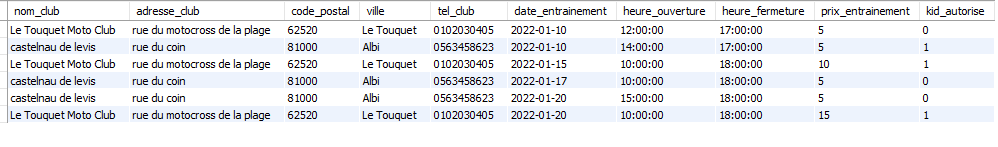 nom_club adresse_club code_postal ville tel_club date_entrainement heure_ouverture heure_fermeture prix_entrainement kid_autorise
Le Touquet Moto Club rue du motocross de la plage 62520 Le Touquet 0102030405 2022-01-10 12:00:00 17:00:00 5 0
castelnau de levis rue du coin 81000 Albi 0563458623 2022-01-10 14:00:00 17:00:00 5 1
Le Touquet Moto Club rue du motocross de la plage 62520 Le Touquet 0102030405 2022-01-15 10:00:00 18:00:00 10 1
castelnau de levis rue du coin 81000 Albi 0563458623 2022-01-17 10:00:00 18:00:00 5 0
castelnau de levis rue du coin 81000 Albi 0563458623 2022-01-20 15:00:00 18:00:00 5 0
Le Touquet Moto Club rue du motocross de la plage 62520 Le Touquet 0102030405 2022-01-20 10:00:00 18:00:00 15 1